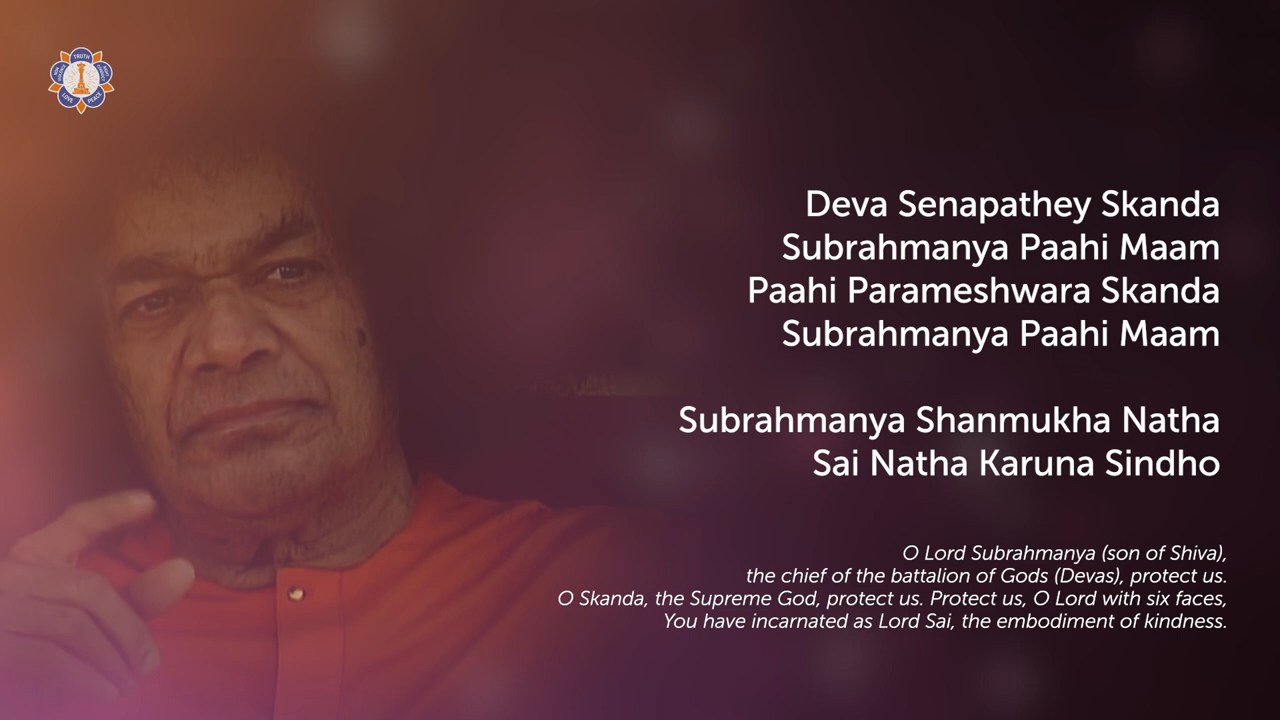 TRUTH
LOVE
PEACE
Deva Senapathey Skanda
Subrahmanya Paahi Maam
Paahi Parameshwara Skanda
Subrahmanya Paahi Maam
Subrahmanya Shanmukha Natha
Sai Natha Karuna Sindho
O Lord Subrahmanya (son of Shiva),
the chief of the battalion of Gods (Devas), protect us.
O Skanda, the Supreme God, protect us. Protect us, O Lord with six faces,
You have incarnated as Lord Sai, the embodiment of kindness.